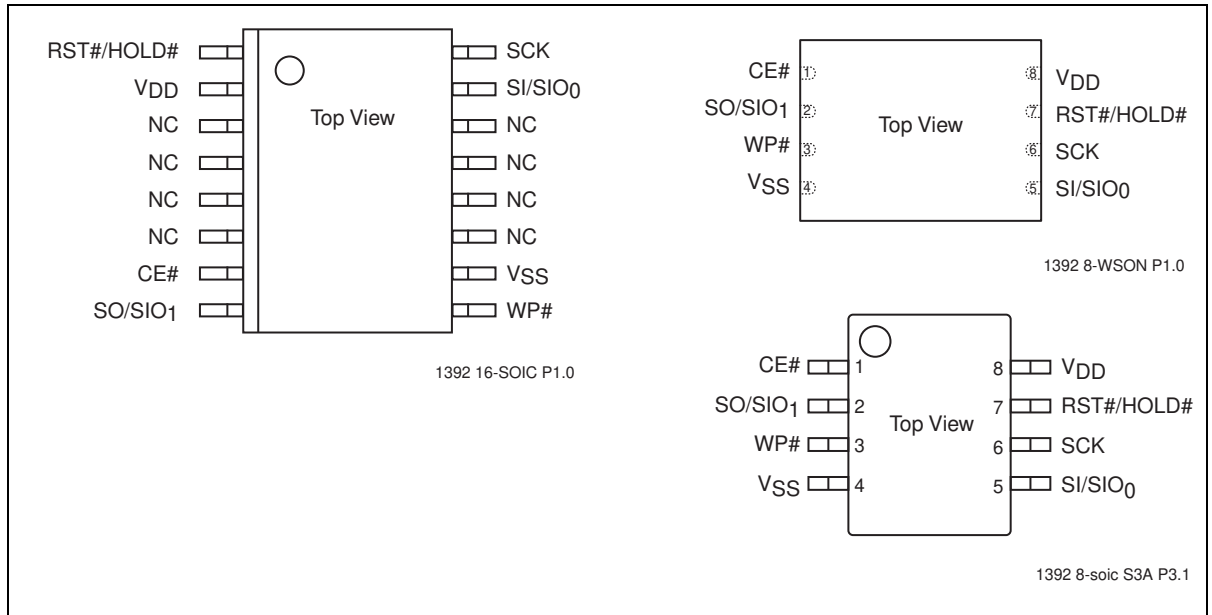 RST#/HOLD# SCK
VDD SI/SIO0
NC Top View NC
NC NC
NC NC
NC NC
CE# VSS
SO/SIO1 WP#
1392 16-SOIC P1.0
CE# 1 8 VDD
SO/SIO1 2 Top View 7 RST#/HOLD#
WP# 3 6 SCK
VSS 4 5 SI/SIO0
1392 8-WSON P1.0
CE# 1 8 VDD
SO/SIO1 2 Top View 7 RST#/HOLD#
WP# 3 6 SCK
VSS 4 5 SI/SIO0
1392 8-soic S3A P3.1